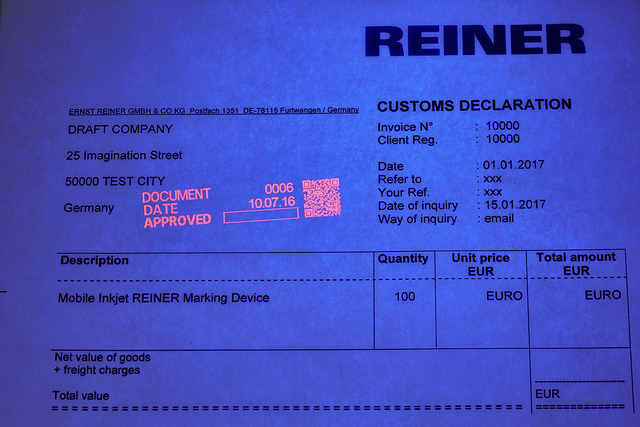 REINER
ERNST REINER GMBH & CO KG Postfach 1351 DE-78115 Furtwangen / Germany
CUSTOMS DECLARATION
DRAFT COMPANY
25 Imagination Street
50000 TEST CITY
Germany
Invoice N° : 10000
Client Reg. : 10000
Date : 01.01.2017
Refer to : xxx
Your Ref. : xxx
Date of inquiry : 15.01.2017
Way of inquiry : email
DOCUMENT 0006
DATE 10.07.16
APPROVED
Description Quantity Unit price EUR Total amount EUR
Mobile Inkjet REINER Marking Device 100 EURO EURO
Net value of goods
+ freight charges
Total value EUR